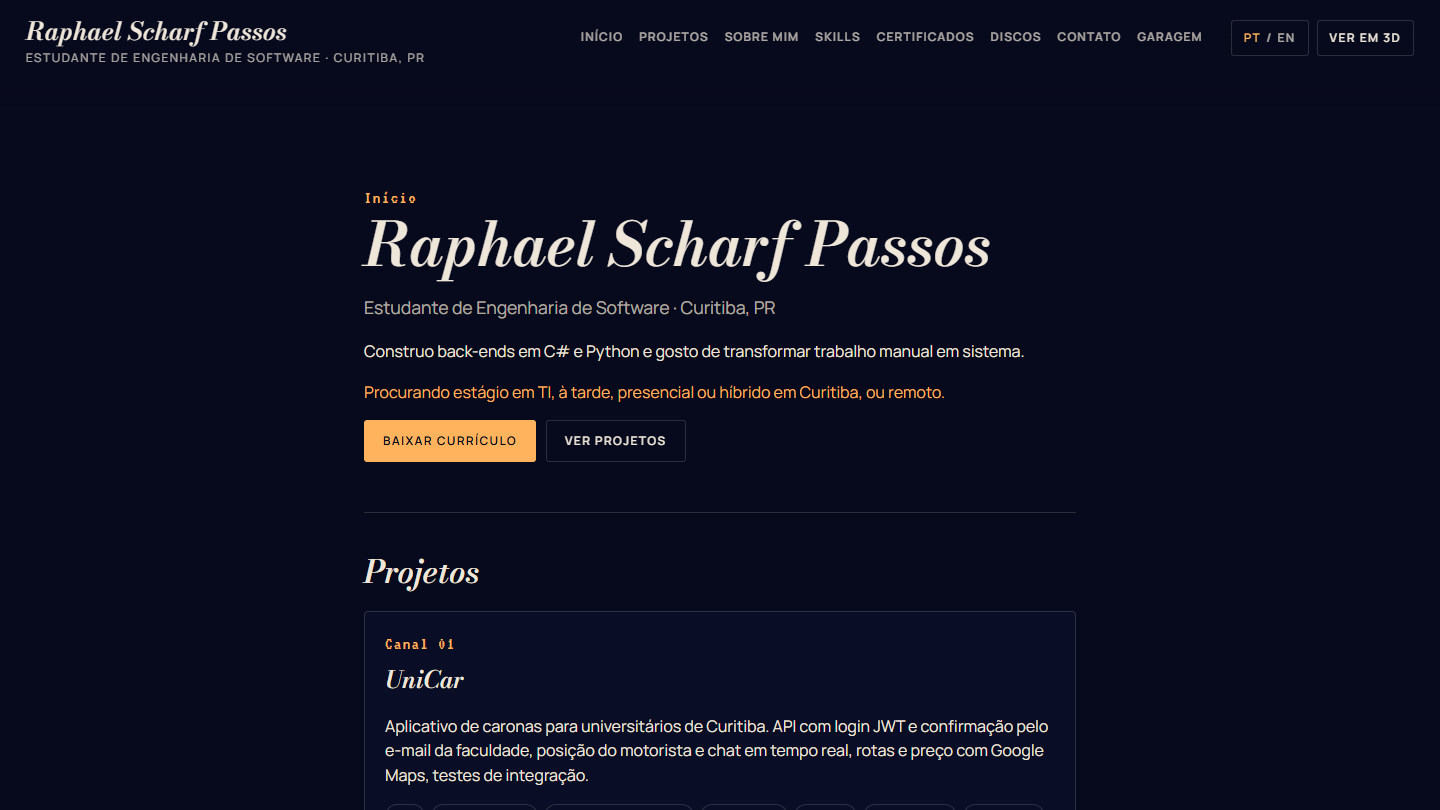 Raphael Scharf Passos
ESTUDANTE DE ENGENHARIA DE SOFTWARE · CURITIBA, PR
INÍCIO PROJETOS SOBRE MIM SKILLS CERTIFICADOS DISCOS CONTATO GARAGEM PT / EN VER EM 3D
Início
Raphael Scharf Passos
Estudante de Engenharia de Software · Curitiba, PR
Construo back-ends em C# e Python e gosto de transformar trabalho manual em sistema.
Procurando estágio em TI, à tarde, presencial ou híbrido em Curitiba, ou remoto.
BAIXAR CURRÍCULO VER PROJETOS
Projetos
Canal 01
UniCar
Aplicativo de caronas para universitários de Curitiba. API com login JWT e confirmação pelo
e-mail da faculdade, posição do motorista e chat em tempo real, rotas e preço com Google
Maps, testes de integração.